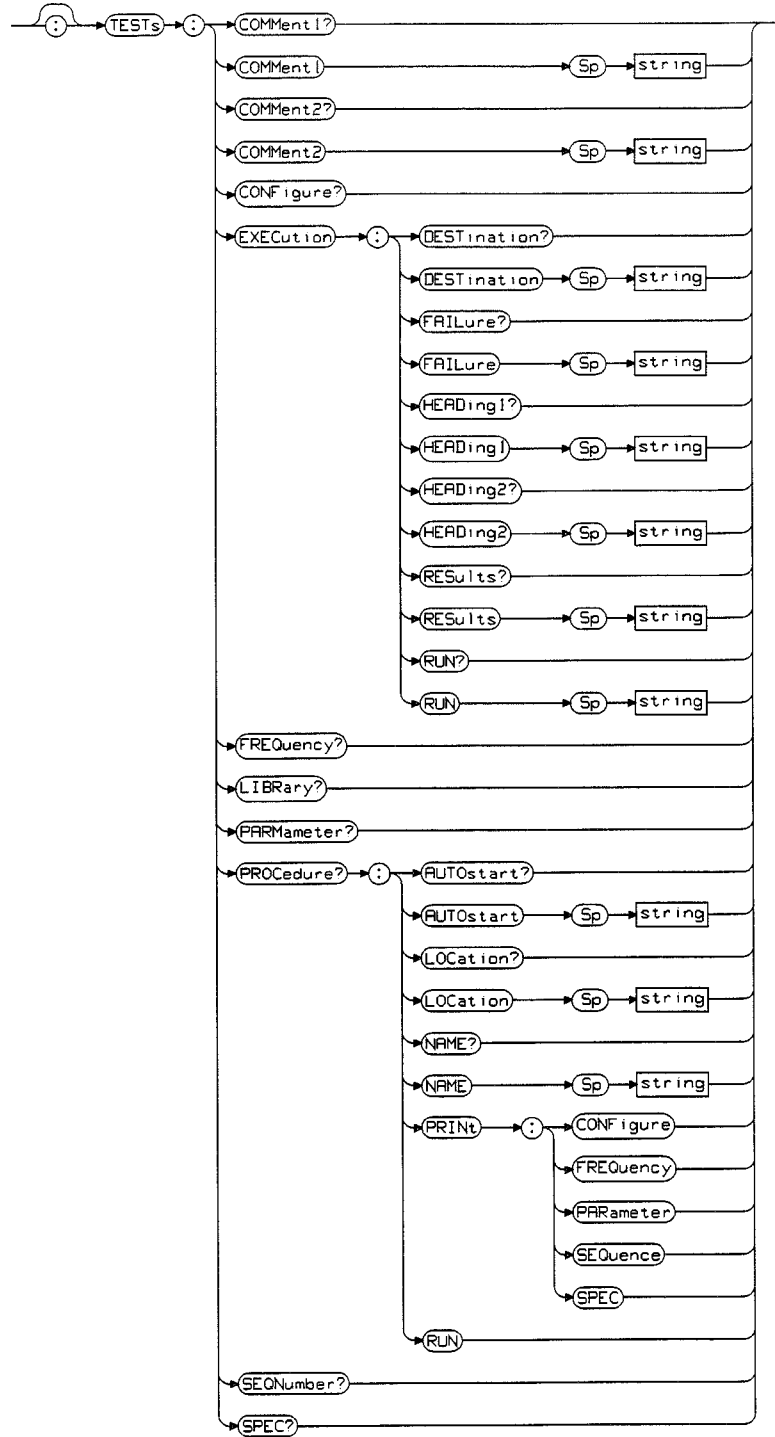 : TESTs : COMMent1?
COMMent1 Sp string
COMMent2?
COMMent2 Sp string
CONFigure?
EXECution : DESTination?
DESTination Sp string
FAILure?
FAILure Sp string
HEADing1?
HEADing1 Sp string
HEADing2?
HEADing2 Sp string
RESults?
RESults Sp string
RUN?
RUN Sp string
FREQuency?
LIBRary?
PARMameter?
PROCedure? : AUTOstart?
AUTOstart Sp string
LOCation?
LOCation Sp string
NAME?
NAME Sp string
PRINt : CONFigure
FREQuency
PARameter
SEQuence
SPEC
RUN
SEQNumber?
SPEC?